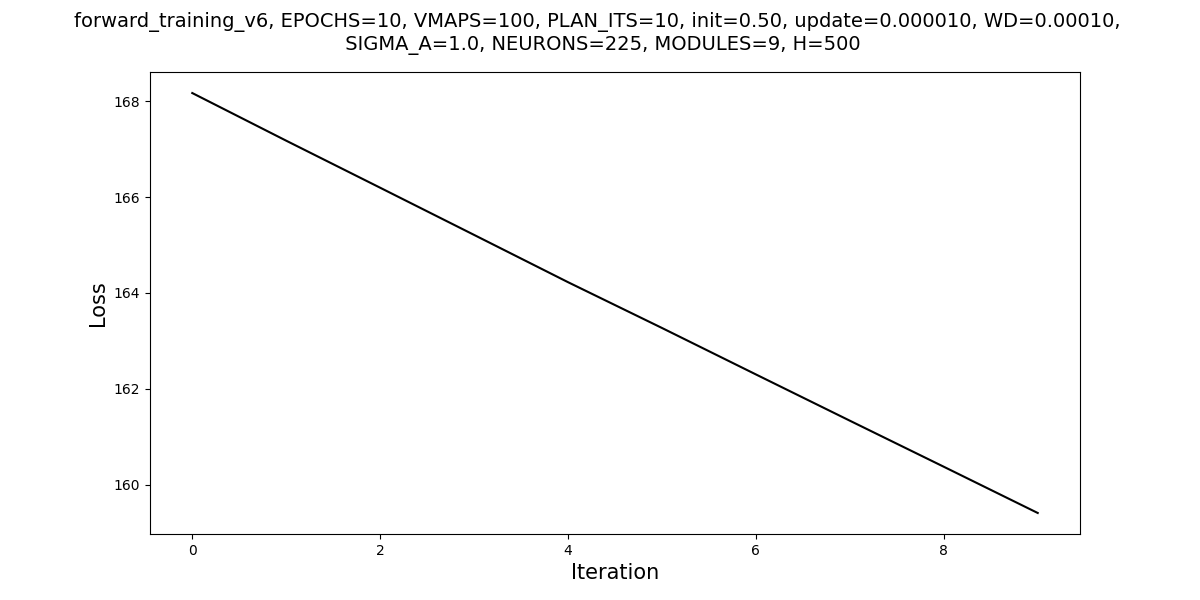 forward_training_v6, EPOCHS=10, VMAPS=100, PLAN_ITS=10, init=0.50, update=0.000010, WD=0.00010,
SIGMA_A=1.0, NEURONS=225, MODULES=9, H=500
168
166
164
162
160
Loss
0 2 4 6 8
Iteration